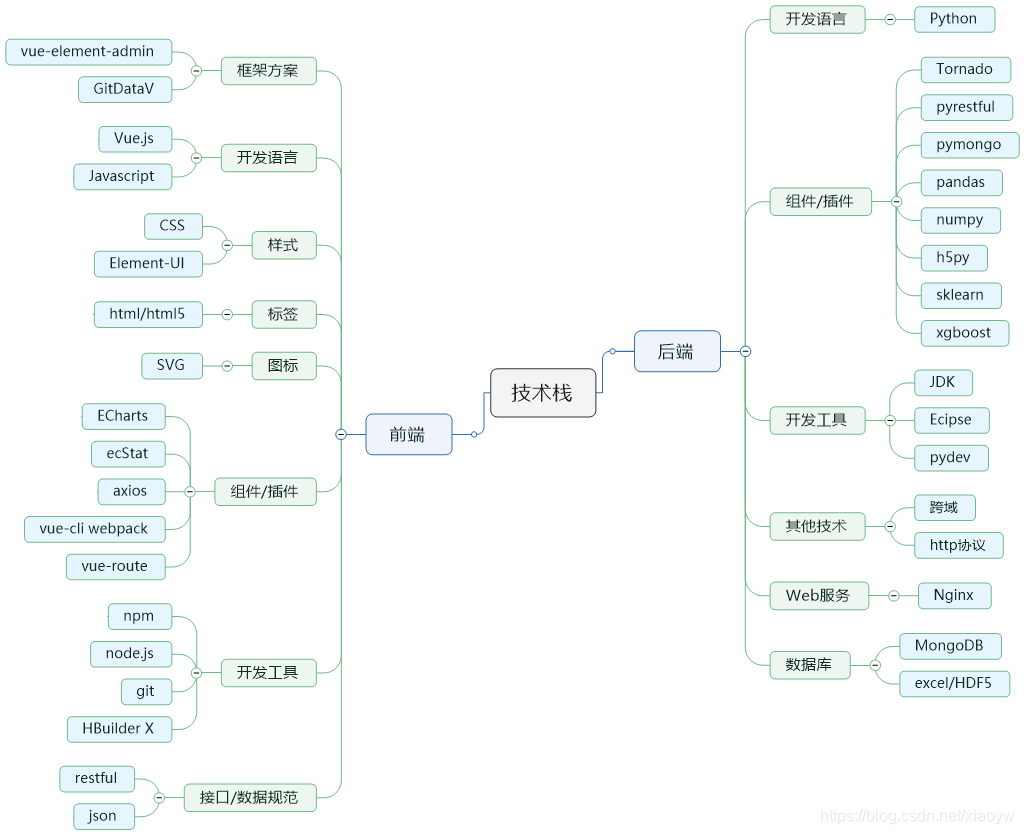 技术栈
前端
框架方案
vue-element-admin
GitDataV
开发语言
Vue.js
Javascript
样式
CSS
Element-UI
标签
html/html5
图标
SVG
组件/插件
ECharts
ecStat
axios
vue-cli webpack
vue-route
开发工具
npm
node.js
git
HBuilder X
接口/数据规范
restful
json
后端
开发语言
Python
组件/插件
Tornado
pyrestful
pymongo
pandas
numpy
h5py
sklearn
xgboost
开发工具
JDK
Ecipse
pydev
其他技术
跨域
http协议
Web服务
Nginx
数据库
MongoDB
excel/HDF5
https://blog.csdn.net/xiaoyw